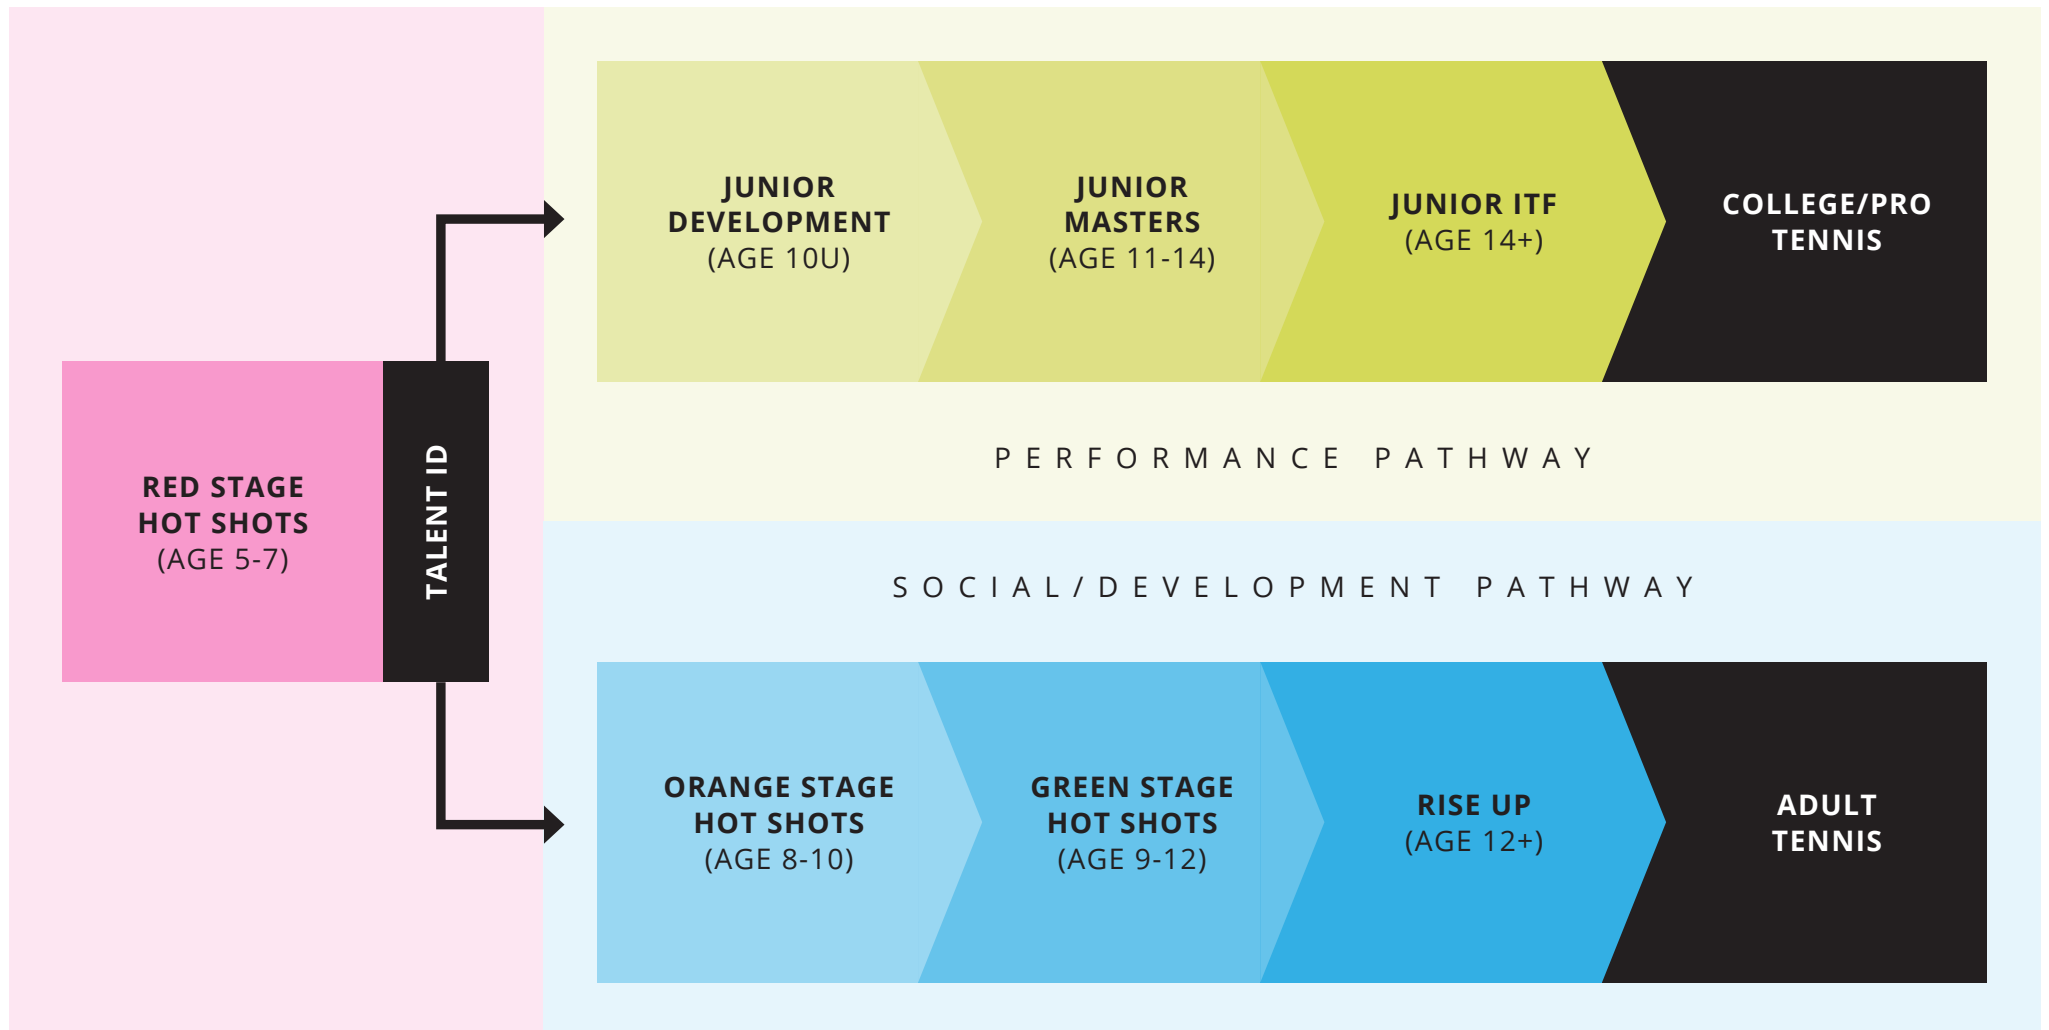 RED STAGE
HOT SHOTS
(AGE 5-7)
TALENT ID
JUNIOR
DEVELOPMENT
(AGE 10U)
JUNIOR
MASTERS
(AGE 11-14)
JUNIOR ITF
(AGE 14+)
COLLEGE/PRO
TENNIS
PERFORMANCE PATHWAY
SOCIAL/DEVELOPMENT PATHWAY
ORANGE STAGE
HOT SHOTS
(AGE 8-10)
GREEN STAGE
HOT SHOTS
(AGE 9-12)
RISE UP
(AGE 12+)
ADULT
TENNIS